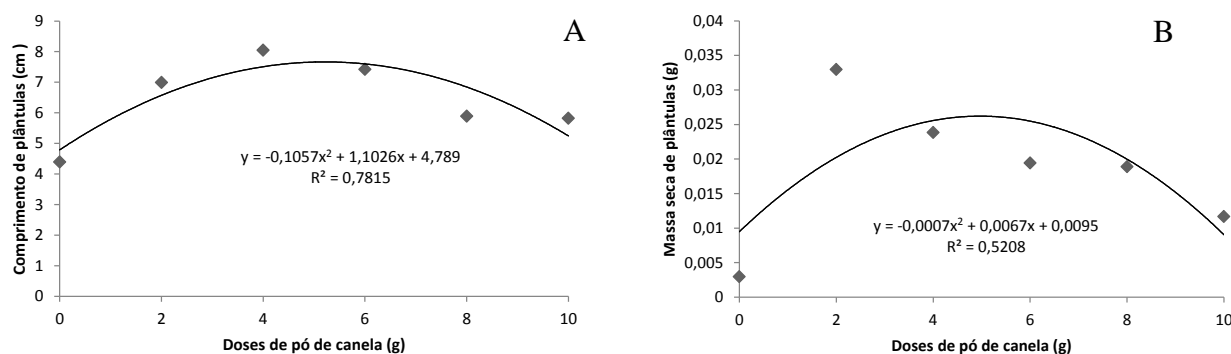 A
Comprimento de plântulas (cm )
9
8
7
6
5
4
3
2
1
0
y = -0,1057x² + 1,1026x + 4,789
R² = 0,7815
0 2 4 6 8 10
Doses de pó de canela (g)
B
Massa seca de plântulas (g)
0,04
0,035
0,03
0,025
0,02
0,015
0,01
0,005
0
y = -0,0007x² + 0,0067x + 0,0095
R² = 0,5208
0 2 4 6 8 10
Doses de pó de canela (g)